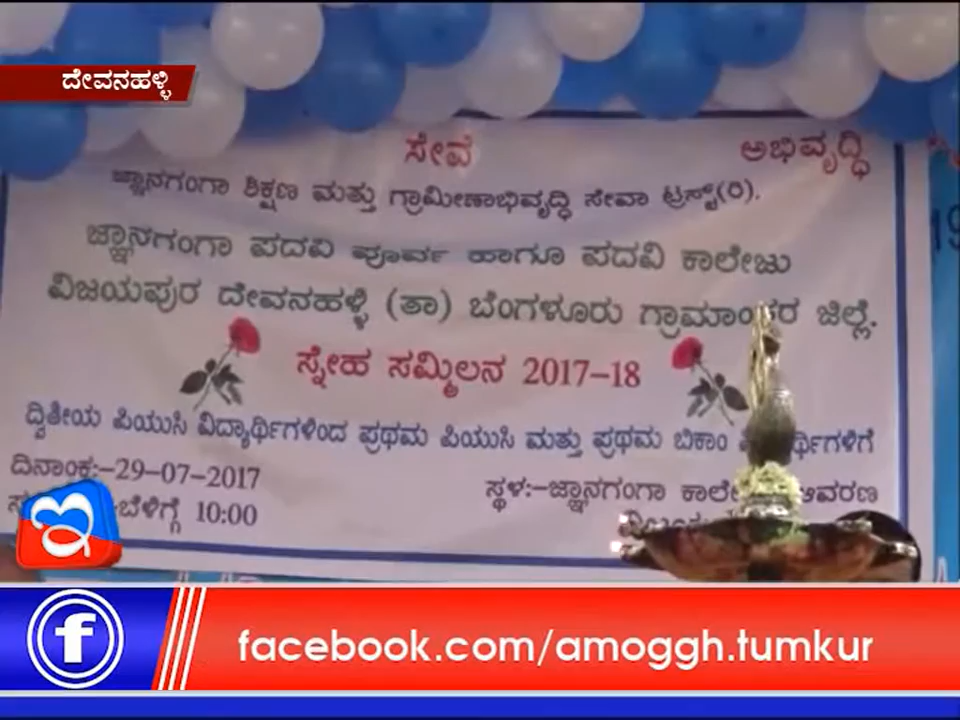 ದೇವನಹಳ್ಳಿ
ಸೇವೆ ಅಭಿವೃದ್ಧಿ
ಜ್ಞಾನಗಂಗಾ ಶಿಕ್ಷಣ ಮತ್ತು ಗ್ರಾಮೀಣಾಭಿವೃದ್ಧಿ ಸೇವಾ ಟ್ರಸ್ಟ್(ರಿ).
ಜ್ಞಾನಗಂಗಾ ಪದವಿ ಪೂರ್ವ ಹಾಗೂ ಪದವಿ ಕಾಲೇಜು
ವಿಜಯಪುರ ದೇವನಹಳ್ಳಿ (ತಾ) ಬೆಂಗಳೂರು ಗ್ರಾಮಾಂತರ ಜಿಲ್ಲೆ.
ಸ್ನೇಹ ಸಮ್ಮಿಲನ 2017-18
ದ್ವಿತೀಯ ಪಿಯುಸಿ ವಿದ್ಯಾರ್ಥಿಗಳಿಂದ ಪ್ರಥಮ ಪಿಯುಸಿ ಮತ್ತು ಪ್ರಥಮ ಬಿಕಾಂ
ದಿನಾಂಕ:-29-07-2017
ಬೆಳಿಗ್ಗೆ 10:00
ಸ್ಥಳ:-ಜ್ಞಾನಗಂಗಾ ಕಾಲೇಜು ಆವರಣ
ಇ
f facebook.com/amoggh.tumkur